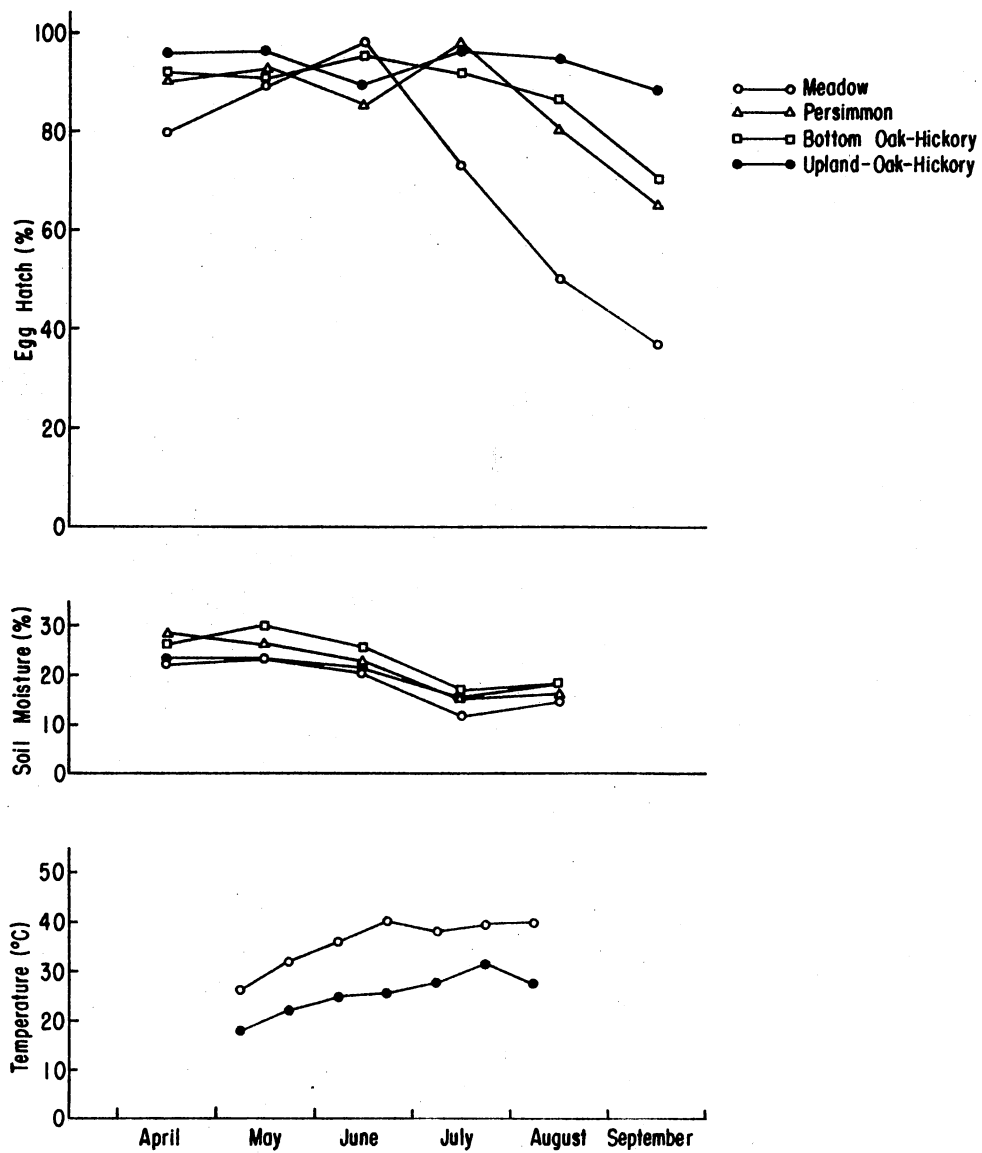 100
80
60
40
20
0
Egg Hatch (%)
Meadow
Persimmon
Bottom Oak-Hickory
Upland-Oak-Hickory
30
20
10
0
Soil Moisture (%)
50
40
30
20
10
0
Temperature (°C)
April May June July August September